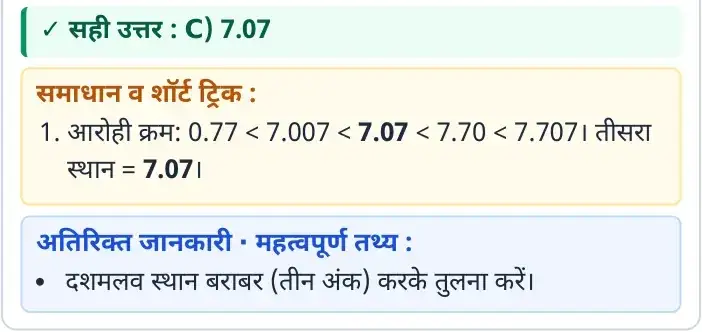 ✓ सही उत्तर : C) 7.07
समाधान व शॉर्ट ट्रिक :
1. आरोही क्रम: 0.77 < 7.007 < 7.07 < 7.70 < 7.707। तीसरा
स्थान = 7.07।
अतिरिक्त जानकारी · महत्वपूर्ण तथ्य :
• दशमलव स्थान बराबर (तीन अंक) करके तुलना करें।